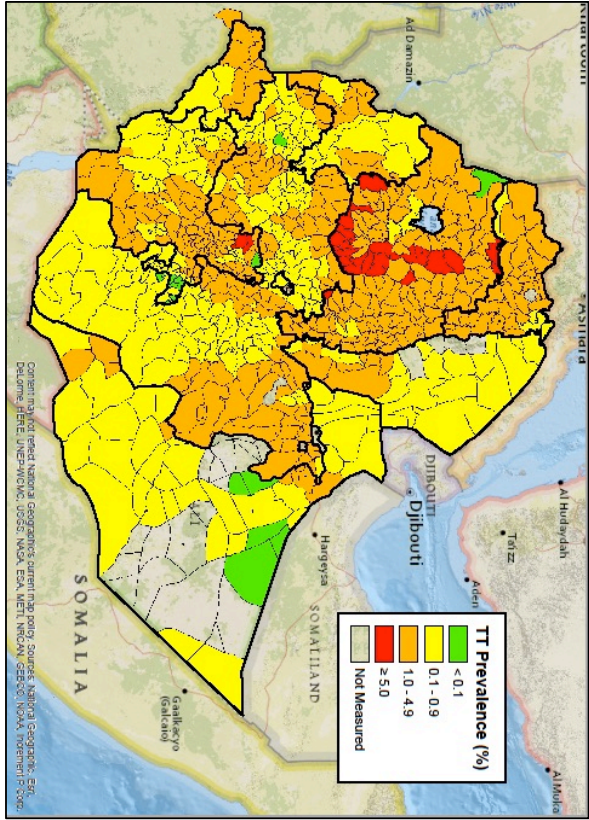 Ad Damazin
Al Hudaydah
Ta'izz
Aden
Al Muka
DJIBOUTI
Djibouti
Hargeysa
SOMALILAND
Gaalkacyo
(Galcaio)
SOMALIA
TT Prevalence (%)
< 0.1
0.1 - 0.9
1.0 - 4.9
≥ 5.0
Not Measured
Content may not reflect National Geographic's current map policy. Sources: National Geographic, Esri,
DeLorme, HERE, UNEP-WCMC, USGS, NASA, ESA, METI, NRCAN, GEBCO, NOAA, increment P Corp.